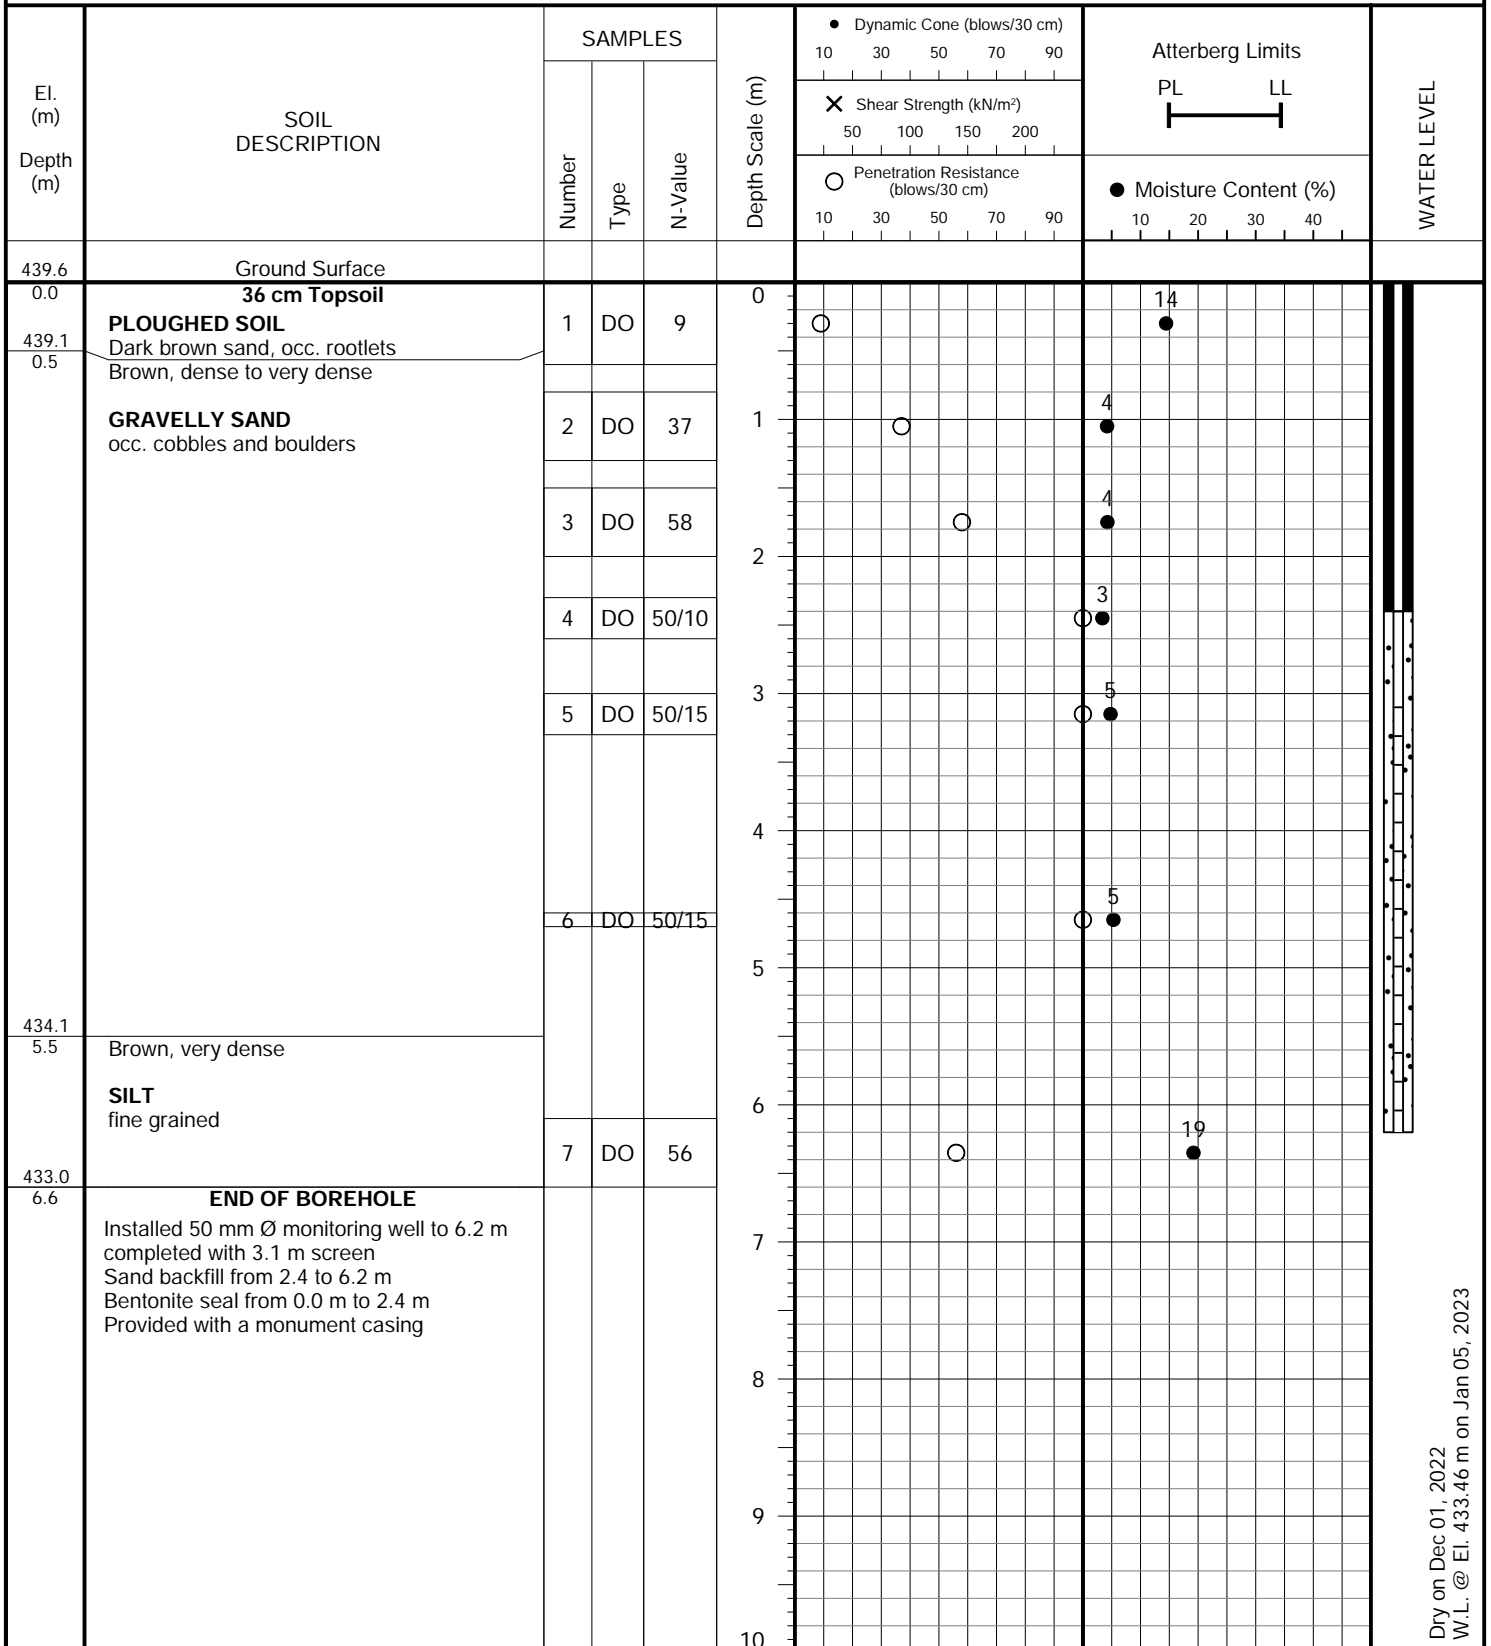 El.
(m)
Depth
(m)
SOIL
DESCRIPTION
SAMPLES
Number
Type
N-Value
Depth Scale (m)
Dynamic Cone (blows/30 cm)
10 30 50 70 90
Shear Strength (kN/m²)
50 100 150 200
Penetration Resistance
(blows/30 cm)
10 30 50 70 90
Atterberg Limits
PL LL
Moisture Content (%)
10 20 30 40
WATER LEVEL
439.6 Ground Surface
0.0 36 cm Topsoil 0
PLOUGHED SOIL 1 DO 9 14
439.1 Dark brown sand, occ. rootlets
0.5 Brown, dense to very dense
GRAVELLY SAND 2 DO 37 1 4
occ. cobbles and boulders
3 DO 58 4
2
4 DO 50/10 3
3
5 DO 50/15 5
4
6 DO 50/15 5
5
434.1
5.5 Brown, very dense
SILT
fine grained 6
7 DO 56 19
433.0
6.6 END OF BOREHOLE
Installed 50 mm Ø monitoring well to 6.2 m
completed with 3.1 m screen
Sand backfill from 2.4 to 6.2 m
Bentonite seal from 0.0 m to 2.4 m
Provided with a monument casing
7
8
9
10
Dry on Dec 01, 2022
W.L. @ El. 433.46 m on Jan 05, 2023